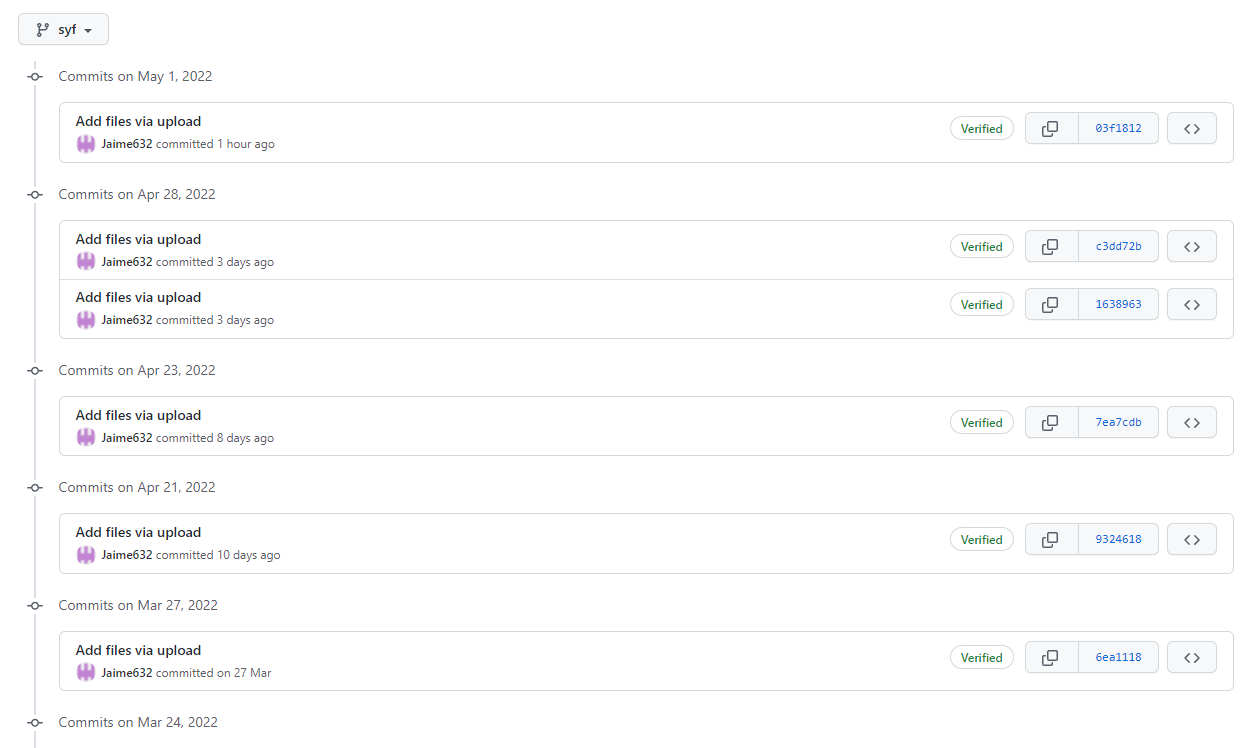 syf
Commits on May 1, 2022
Add files via upload
Jaime632 committed 1 hour ago
Verified
03f1812
Commits on Apr 28, 2022
Add files via upload
Jaime632 committed 3 days ago
Verified
c3dd72b
Add files via upload
Jaime632 committed 3 days ago
Verified
1638963
Commits on Apr 23, 2022
Add files via upload
Jaime632 committed 8 days ago
Verified
7ea7cdb
Commits on Apr 21, 2022
Add files via upload
Jaime632 committed 10 days ago
Verified
9324618
Commits on Mar 27, 2022
Add files via upload
Jaime632 committed on 27 Mar
Verified
6ea1118
Commits on Mar 24, 2022